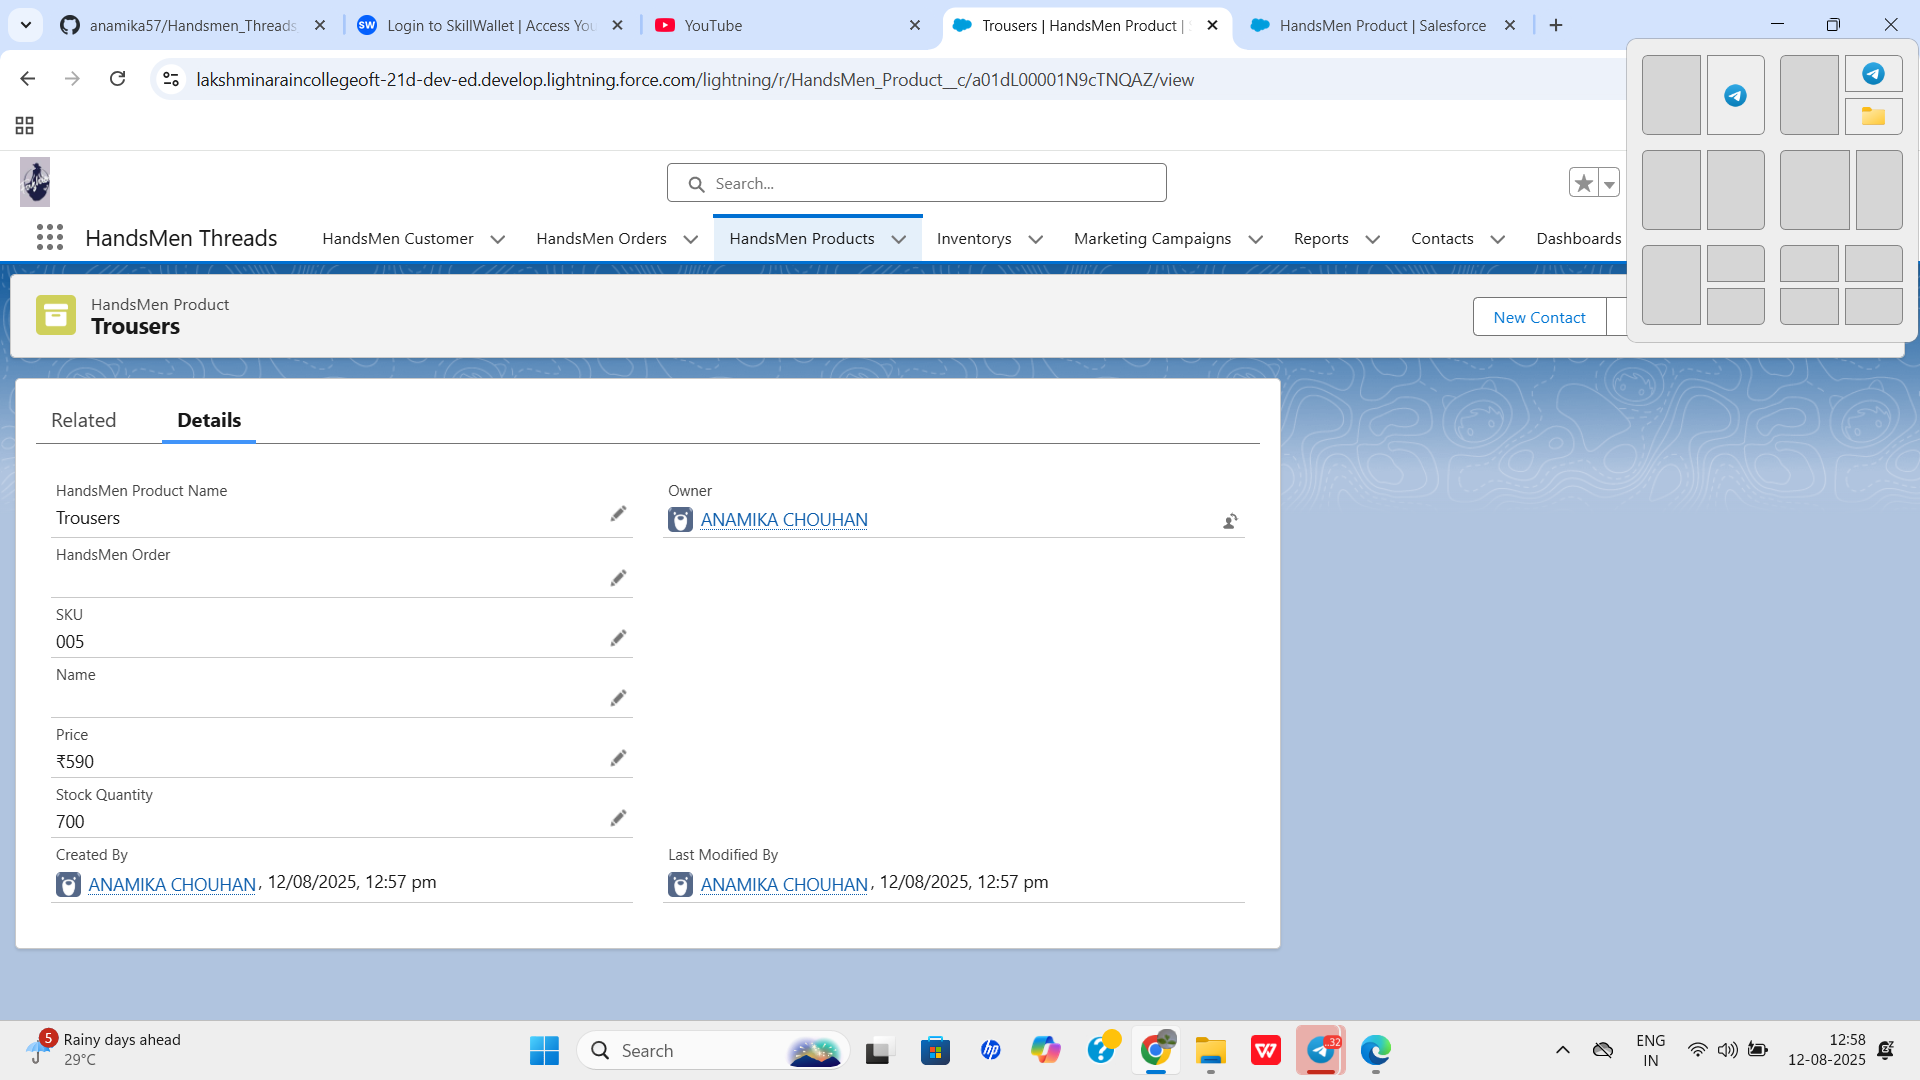 anamika57/Handsmen_Threads
SW Login to SkillWallet | Access You
YouTube
Trousers | HandsMen Product |
HandsMen Product | Salesforce
lakshminaraincollegeoft-21d-dev-ed.develop.lightning.force.com/lightning/r/HandsMen_Product__c/a01dL00001N9cTNQAZ/view
Search...
HandsMen Threads
HandsMen Customer
HandsMen Orders
HandsMen Products
Inventorys
Marketing Campaigns
Reports
Contacts
Dashboards
HandsMen Product
Trousers
New Contact
Related
Details
HandsMen Product Name
Trousers
Owner
ANAMIKA CHOUHAN
HandsMen Order
SKU
005
Name
Price
₹590
Stock Quantity
700
Created By
ANAMIKA CHOUHAN, 12/08/2025, 12:57 pm
Last Modified By
ANAMIKA CHOUHAN, 12/08/2025, 12:57 pm
5
Rainy days ahead
29°C
Search
hp
W
32
ENG
IN
12:58
12-08-2025